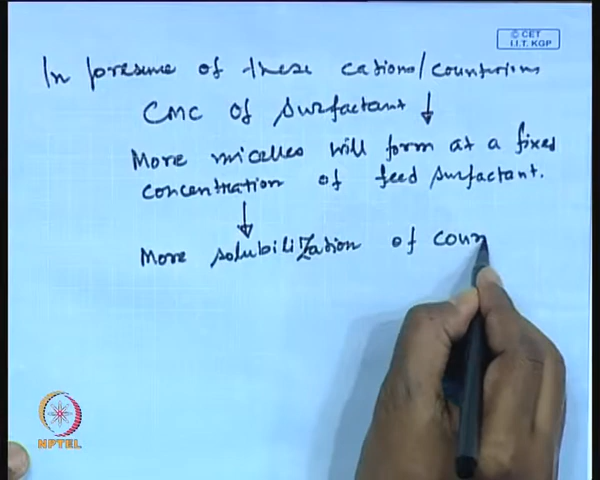 © CET
I.I.T. KGP
In presence of these cations/counterions
CMC of surfactant ↓
More micelles will form at a fixed
concentration of feed surfactant.
↓
More solubilization of coun
NPTEL